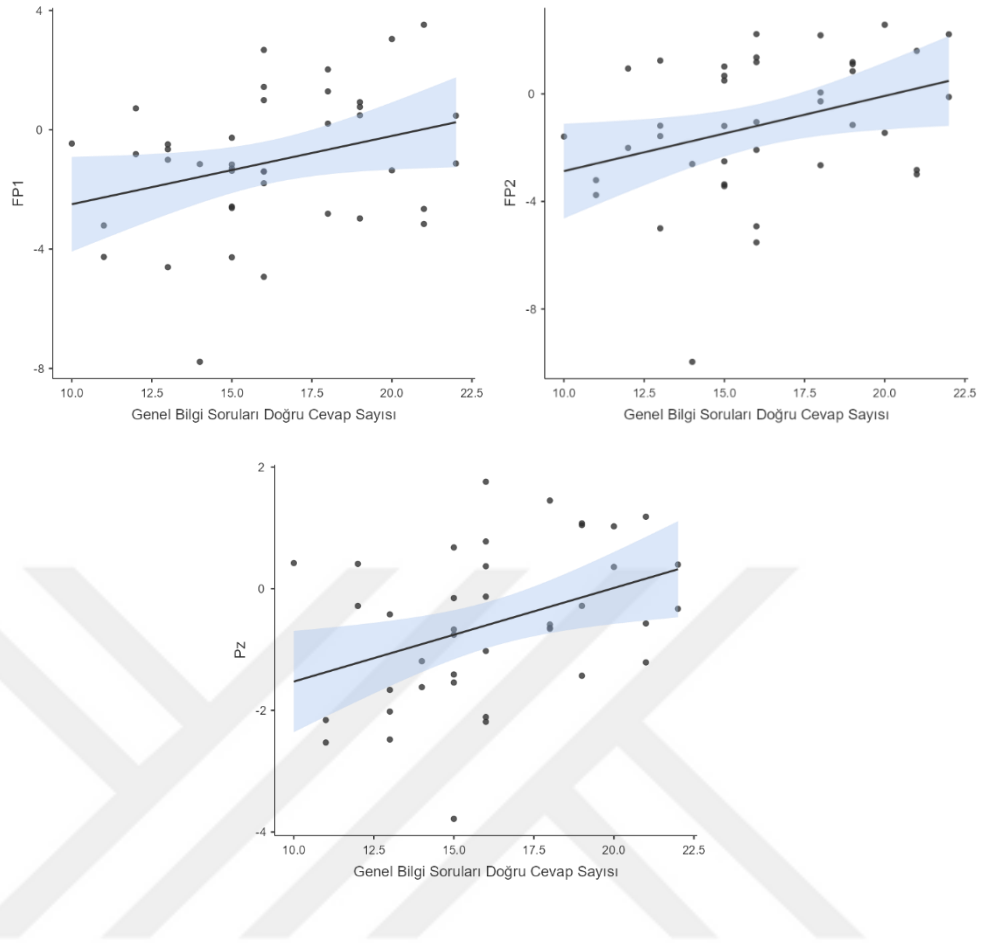 4
0
-4
-8
FP1
10.0 12.5 15.0 17.5 20.0 22.5
Genel Bilgi Soruları Doğru Cevap Sayısı
0
-4
-8
FP2
10.0 12.5 15.0 17.5 20.0 22.5
Genel Bilgi Soruları Doğru Cevap Sayısı
2
0
-2
-4
Pz
10.0 12.5 15.0 17.5 20.0 22.5
Genel Bilgi Soruları Doğru Cevap Sayısı